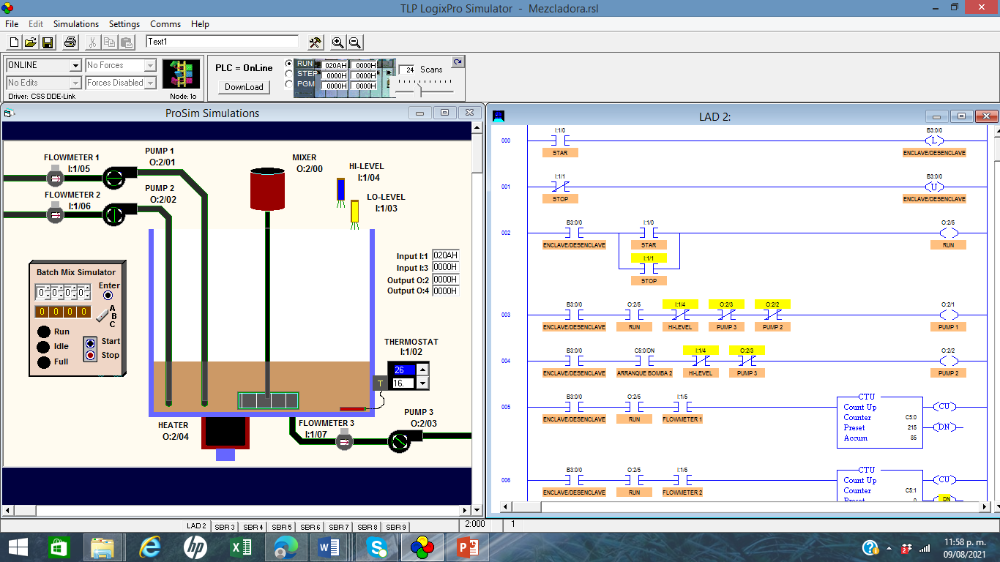 TLP LogixPro Simulator - Mezcladora.rsl
File Edit Simulations Settings Comms Help
Text1
ONLINE No Forces
No Edits Forces Disabled
Driver: CSS DDE-Link Node: 1o
PLC = OnLine
DownLoad
RUN 020AH 0000H
STEP 0000H 0000H
PGM 0000H 0000H
24 Scans
ProSim Simulations
FLOWMETER 1
I:1/05
PUMP 1
O:2/01
FLOWMETER 2
I:1/06
PUMP 2
O:2/02
MIXER
O:2/00
HI-LEVEL
I:1/04
LO-LEVEL
I:1/03
Input I:1 020AH
Input I:3 0000H
Output O:2 0000H
Output O:4 0000H
Batch Mix Simulator
0 0 0 0 Enter
0 0 0 0
A
B
C
Run
Idle
Full
Start
Stop
THERMOSTAT
I:1/02
26
16.
T
HEATER
O:2/04
FLOWMETER 3
I:1/07
PUMP 3
O:2/03
LAD 2:
000
I:1/0 B3:0/0
L
STAR ENCLAVE/DESENCLAVE
001
I:1/1 B3:0/0
U
STOP ENCLAVE/DESENCLAVE
002
B3:0/0 I:1/0 O:2/5
ENCLAVE/DESENCLAVE STAR RUN
I:1/1
STOP
003
B3:0/0 O:2/5 I:1/4 O:2/3 O:2/2 O:2/1
ENCLAVE/DESENCLAVE RUN HI-LEVEL PUMP 3 PUMP 2 PUMP 1
004
B3:0/0 C5:0/DN I:1/4 O:2/3 O:2/2
ENCLAVE/DESENCLAVE ARRANQUE BOMBA 2 HI-LEVEL PUMP 3 PUMP 2
005
B3:0/0 O:2/5 I:1/5
ENCLAVE/DESENCLAVE RUN FLOWMETER 1
CTU
Count Up CU
Counter C5:0
Preset 215 DN
Accum 85
006
B3:0/0 O:2/5 I:1/6
ENCLAVE/DESENCLAVE RUN FLOWMETER 2
CTU
Count Up CU
Counter C5:1
Preset 0 DN
LAD 2 SBR 3 SBR 4 SBR 5 SBR 6 SBR 7 SBR 8 SBR 9 2:000 1
11:58 p. m.
09/08/2021